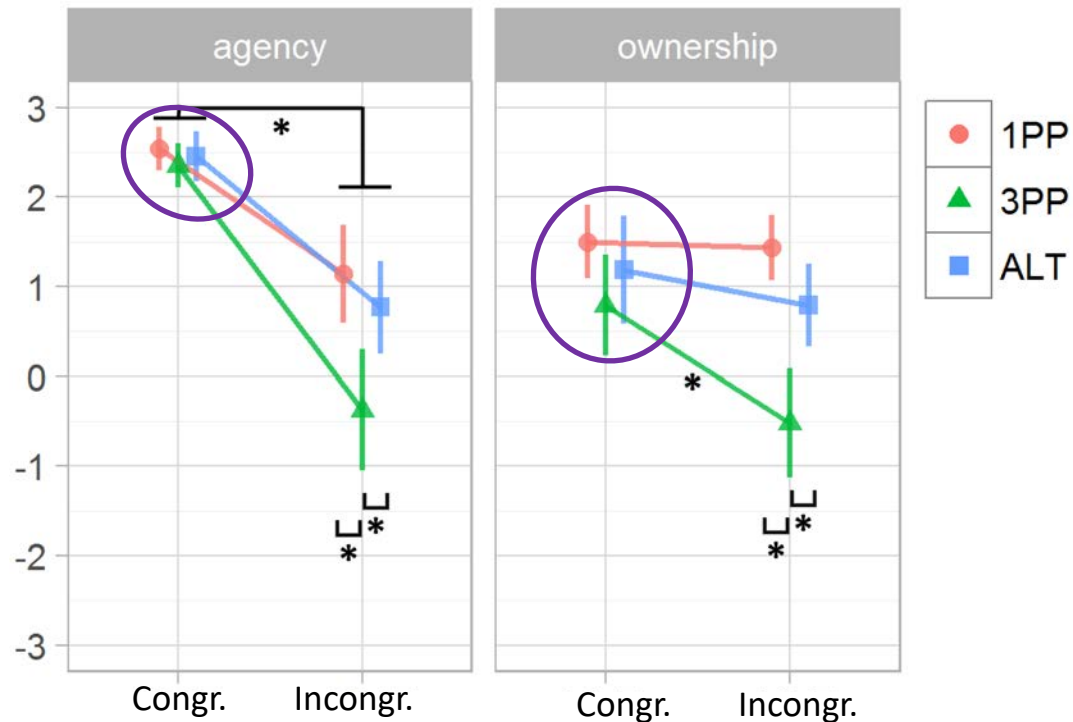 agency
ownership
3
2
1
0
-1
-2
-3
*
*
*
*
*
*
Congr.
Incongr.
Congr.
Incongr.
1PP
3PP
ALT